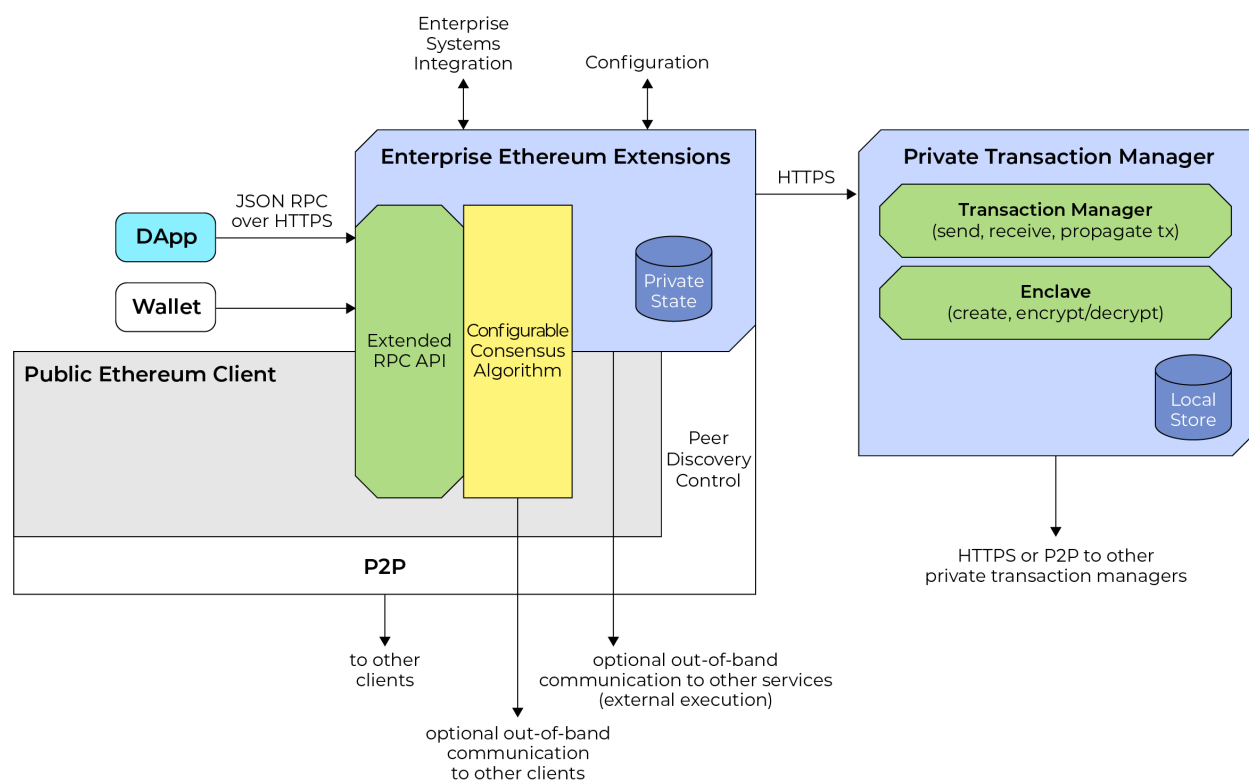 Enterprise
Systems
Integration
Configuration
Enterprise Ethereum Extensions
Private Transaction Manager
HTTPS
JSON RPC
over HTTPS
DApp
Wallet
Transaction Manager
(send, receive, propagate tx)
Enclave
(create, encrypt/decrypt)
Private
State
Extended
RPC API
Configurable
Consensus
Algorithm
Public Ethereum Client
Local
Store
Peer
Discovery
Control
P2P
HTTPS or P2P to other
private transaction managers
to other
clients
optional out-of-band
communication to other services
(external execution)
optional out-of-band
communication
to other clients